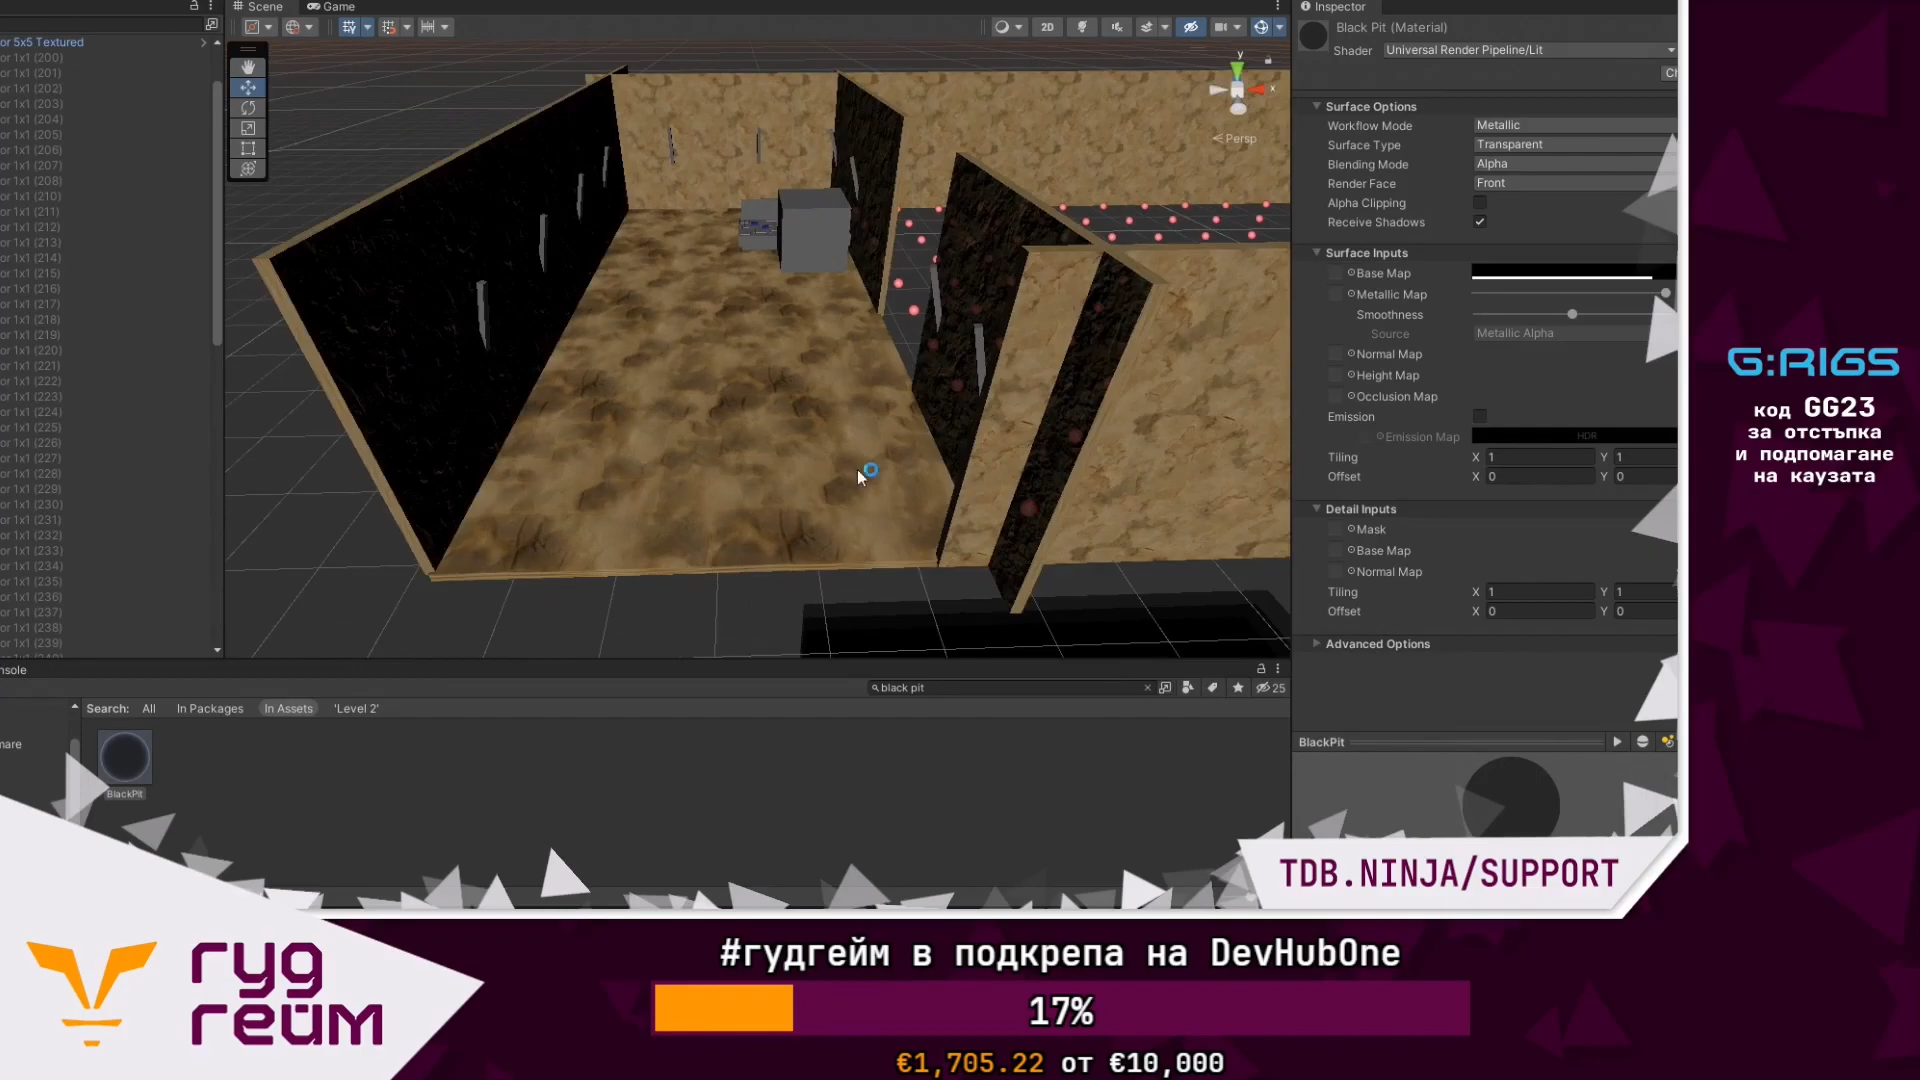 Scene
Game
Inspector
or 5x5 Textured
or 1x1 (200)
or 1x1 (201)
or 1x1 (202)
or 1x1 (203)
or 1x1 (204)
or 1x1 (205)
or 1x1 (206)
or 1x1 (207)
or 1x1 (208)
or 1x1 (210)
or 1x1 (211)
or 1x1 (212)
or 1x1 (213)
or 1x1 (214)
or 1x1 (215)
or 1x1 (216)
or 1x1 (217)
or 1x1 (218)
or 1x1 (219)
or 1x1 (220)
or 1x1 (221)
or 1x1 (222)
or 1x1 (223)
or 1x1 (224)
or 1x1 (225)
or 1x1 (226)
or 1x1 (227)
or 1x1 (228)
or 1x1 (229)
or 1x1 (230)
or 1x1 (231)
or 1x1 (232)
or 1x1 (233)
or 1x1 (234)
or 1x1 (235)
or 1x1 (236)
or 1x1 (237)
or 1x1 (238)
or 1x1 (239)
2D
y
x
Persp
Black Pit (Material)
Shader Universal Render Pipeline/Lit
Surface Options
Workflow Mode Metallic
Surface Type Transparent
Blending Mode Alpha
Render Face Front
Alpha Clipping
Receive Shadows
Surface Inputs
Base Map
Metallic Map
Smoothness
Source Metallic Alpha
Normal Map
Height Map
Occlusion Map
Emission
Emission Map HDR
Tiling X 1 Y 1
Offset X 0 Y 0
Detail Inputs
Mask
Base Map
Normal Map
Tiling X 1 Y 1
Offset X 0 Y 0
Advanced Options
BlackPit
nsole
black pit
25
Search: All In Packages In Assets 'Level 2'
mare
BlackPit
G:RIGS
код GG23
за отстъпка
и подпомагане
на каузата
TDB.NINJA/SUPPORT
гуд
гейм
#гудгейм в подкрепа на DevHubOne
17%
€1,705.22 от €10,000